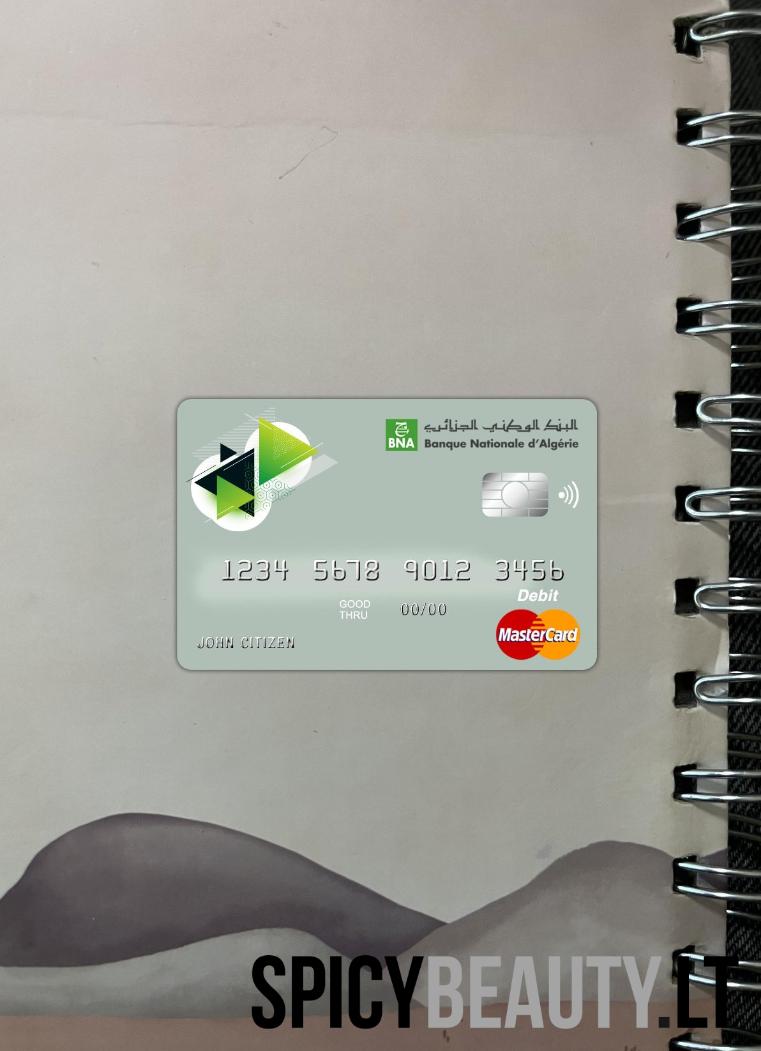 البنك الوطني الجزائري
BNA Banque Nationale d'Algérie
1234 5678 9012 3456
Debit
GOOD
THRU 00/00
MasterCard
JOHN CITIZEN
SPICYBEAUTY.LT